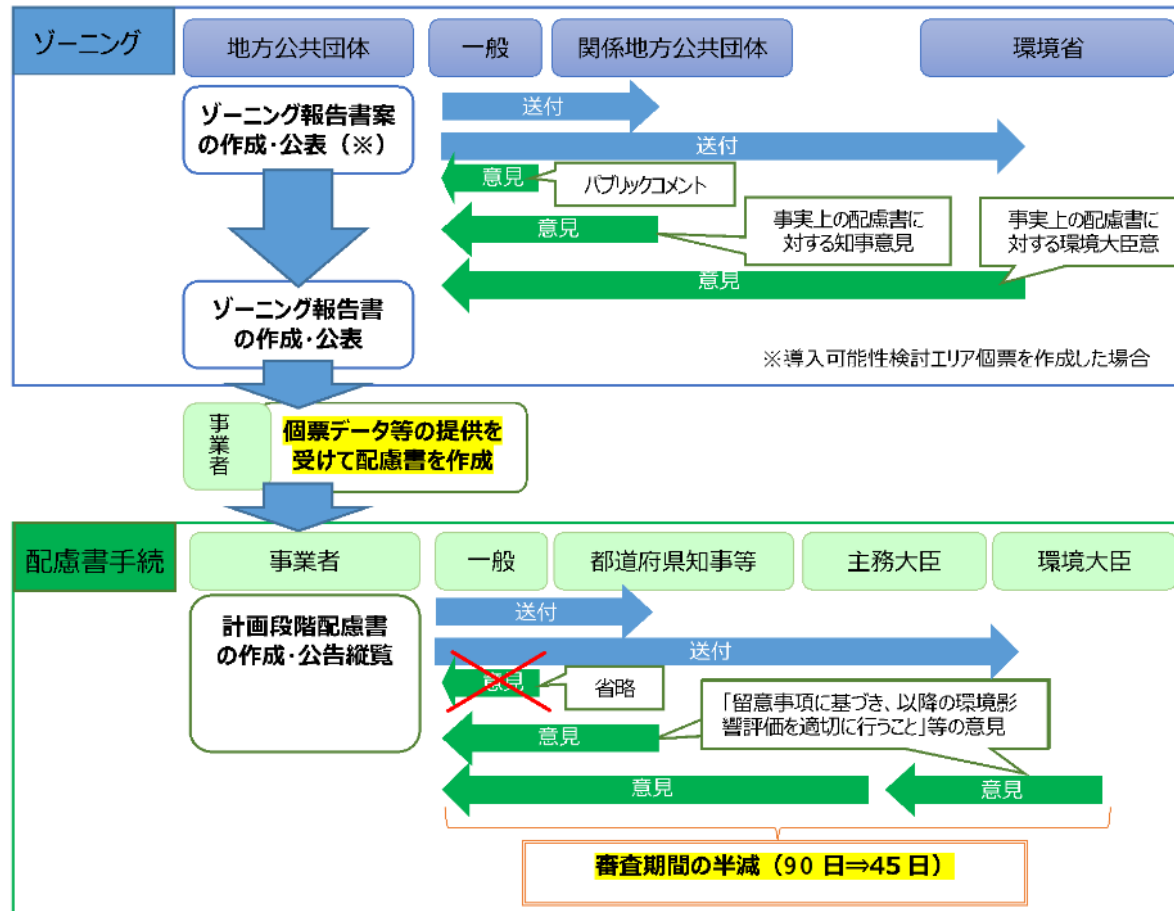 ゾーニング
地方公共団体
一般
関係地方公共団体
環境省
ゾーニング報告書案
の作成・公表（※）
送付
送付
意見
パブリックコメント
意見
事実上の配慮書に
対する知事意見
事実上の配慮書に
対する環境大臣意
意見
ゾーニング報告書
の作成・公表
※導入可能性検討エリア個票を作成した場合
事業者
個票データ等の提供を
受けて配慮書を作成
配慮書手続
事業者
一般
都道府県知事等
主務大臣
環境大臣
計画段階配慮書
の作成・公告縦覧
送付
送付
意見
省略
「留意事項に基づき、以降の環境影
響評価を適切に行うこと」等の意見
意見
意見
意見
審査期間の半減（90 日⇒45 日）